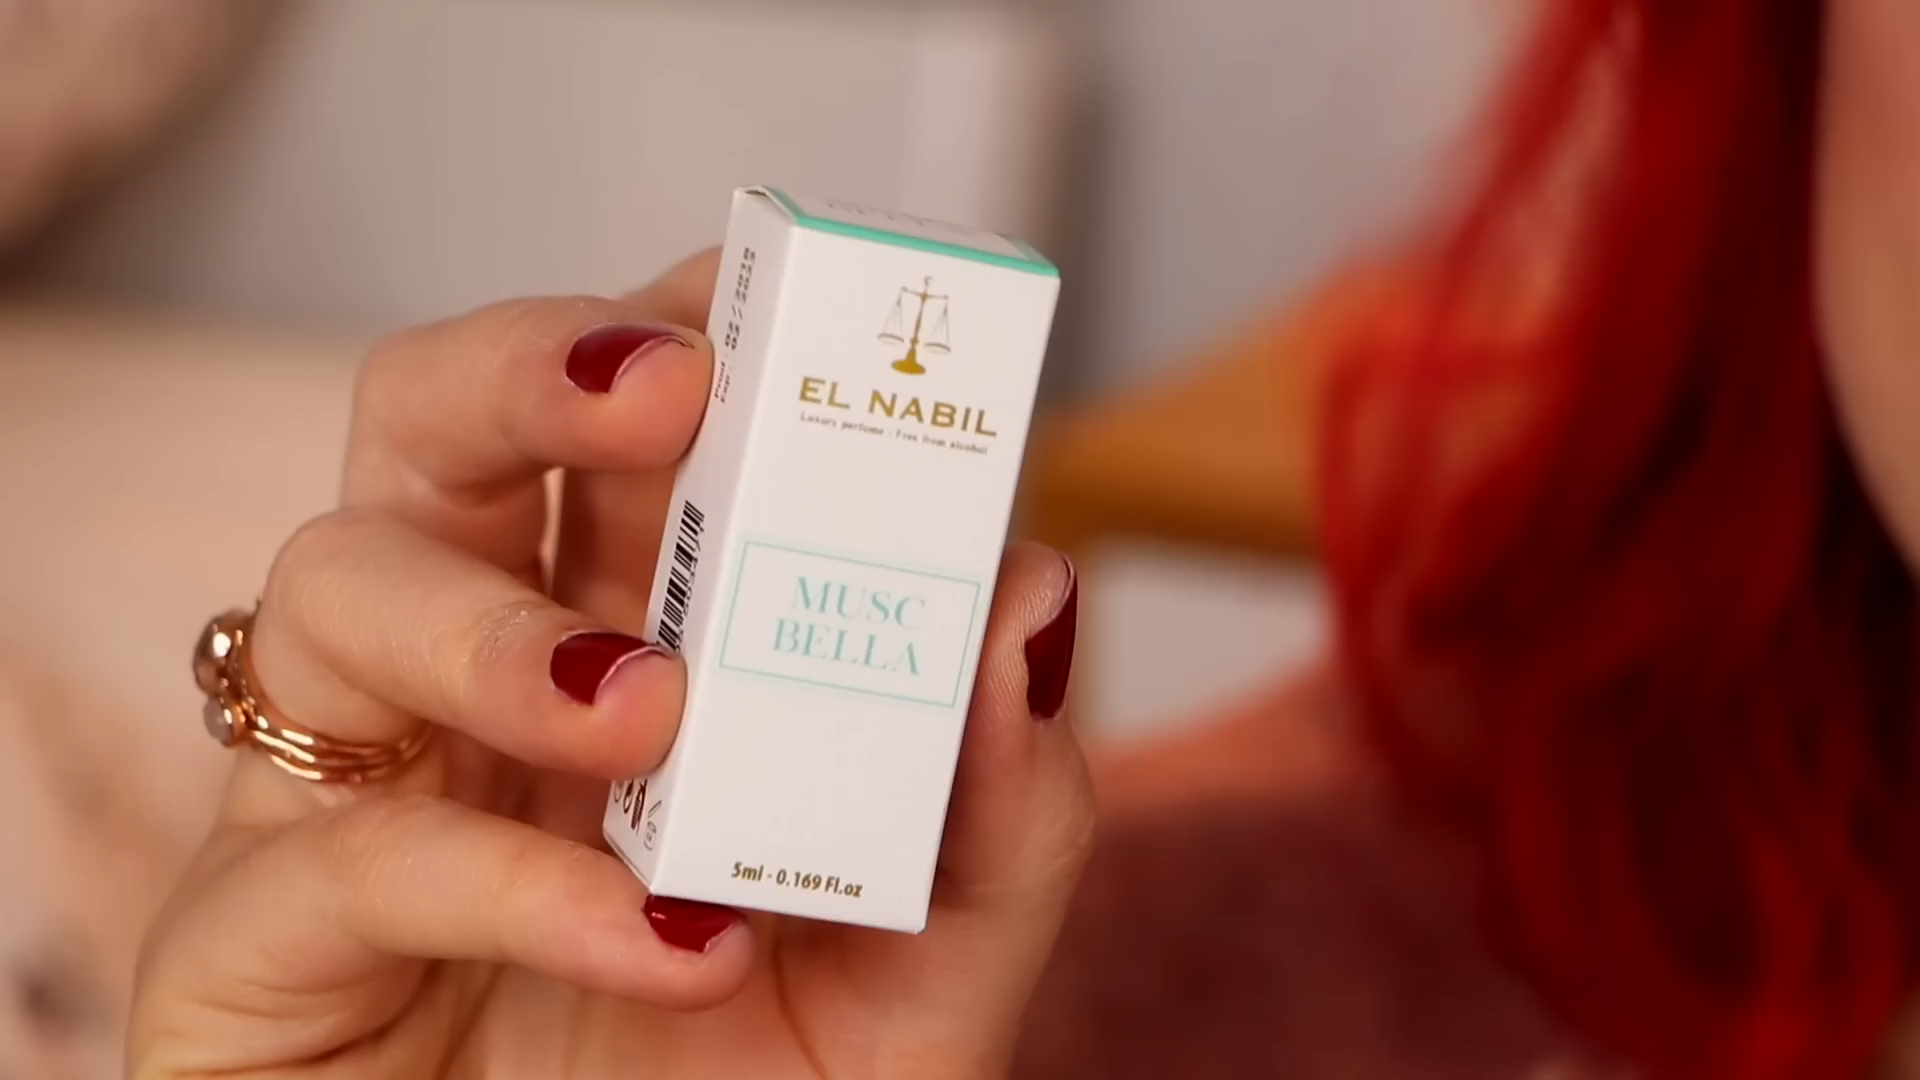 EL NABIL
Luxury perfume - Free from alcohol
MUSC
BELLA
5ml - 0.169 Fl.oz